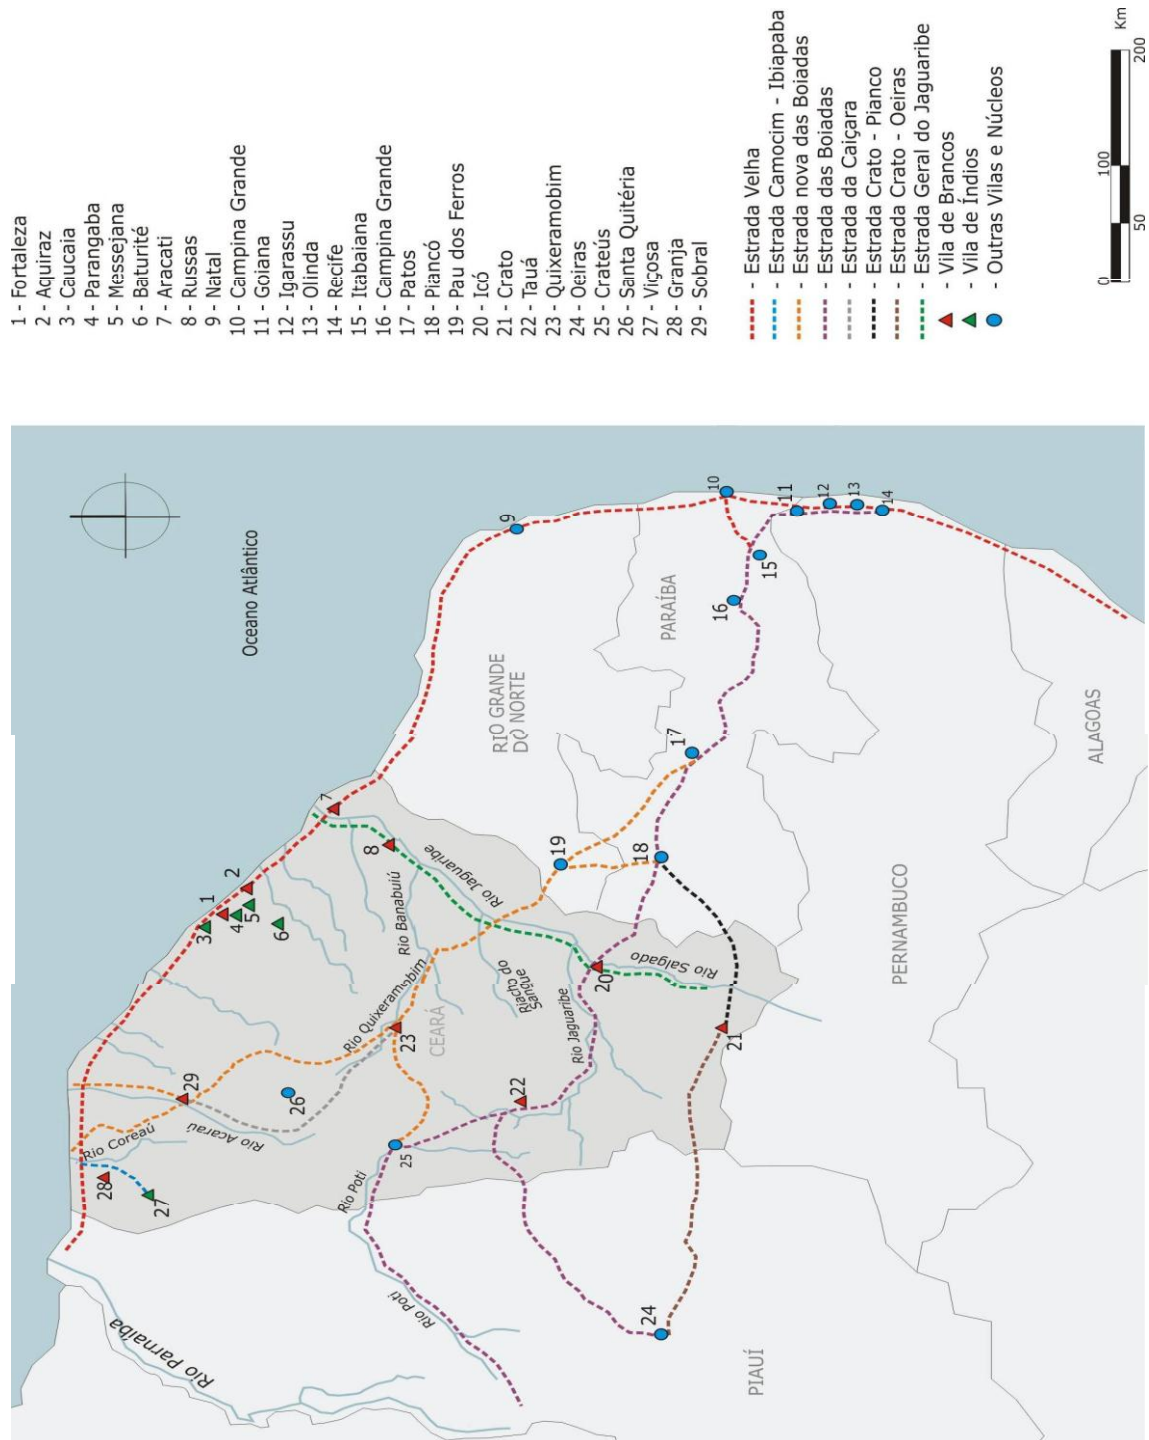 1 - Fortaleza
2 - Aquiraz
3 - Caucaia
4 - Parangaba
5 - Messejana
6 - Baturité
7 - Aracati
8 - Russas
9 - Natal
10 - Campina Grande
11 - Goiana
12 - Igarassu
13 - Olinda
14 - Recife
15 - Itabaiana
16 - Campina Grande
17 - Patos
18 - Piancó
19 - Pau dos Ferros
20 - Icó
21 - Crato
22 - Tauá
23 - Quixeramobim
24 - Oeiras
25 - Crateús
26 - Santa Quitéria
27 - Viçosa
28 - Granja
29 - Sobral
- Estrada Velha
- Estrada Camocim - Ibiapaba
- Estrada nova das Boiadas
- Estrada das Boiadas
- Estrada da Caiçara
- Estrada Crato - Pianco
- Estrada Crato - Oeiras
- Estrada Geral do Jaguaribe
- Vila de Brancos
- Vila de Índios
- Outras Vilas e Núcleos
0 50 100 200
Km
Oceano Atlântico
RIO GRANDE
DO NORTE
PARAÍBA
PERNAMBUCO
ALAGOAS
PIAUÍ
CEARÁ
Rio Parnaíba
Rio Poti
Rio Poti
Rio Coreaú
Rio Acaraú
Rio Quixeramobim
Rio Banabuiú
Rio Jaguaribe
Riacho do
Sangue
Rio Jaguaribe
Rio Salgado
1
2
3
4
5
6
7
8
9
10
11
12
13
14
15
16
17
18
19
20
21
22
23
24
25
26
27
28
29